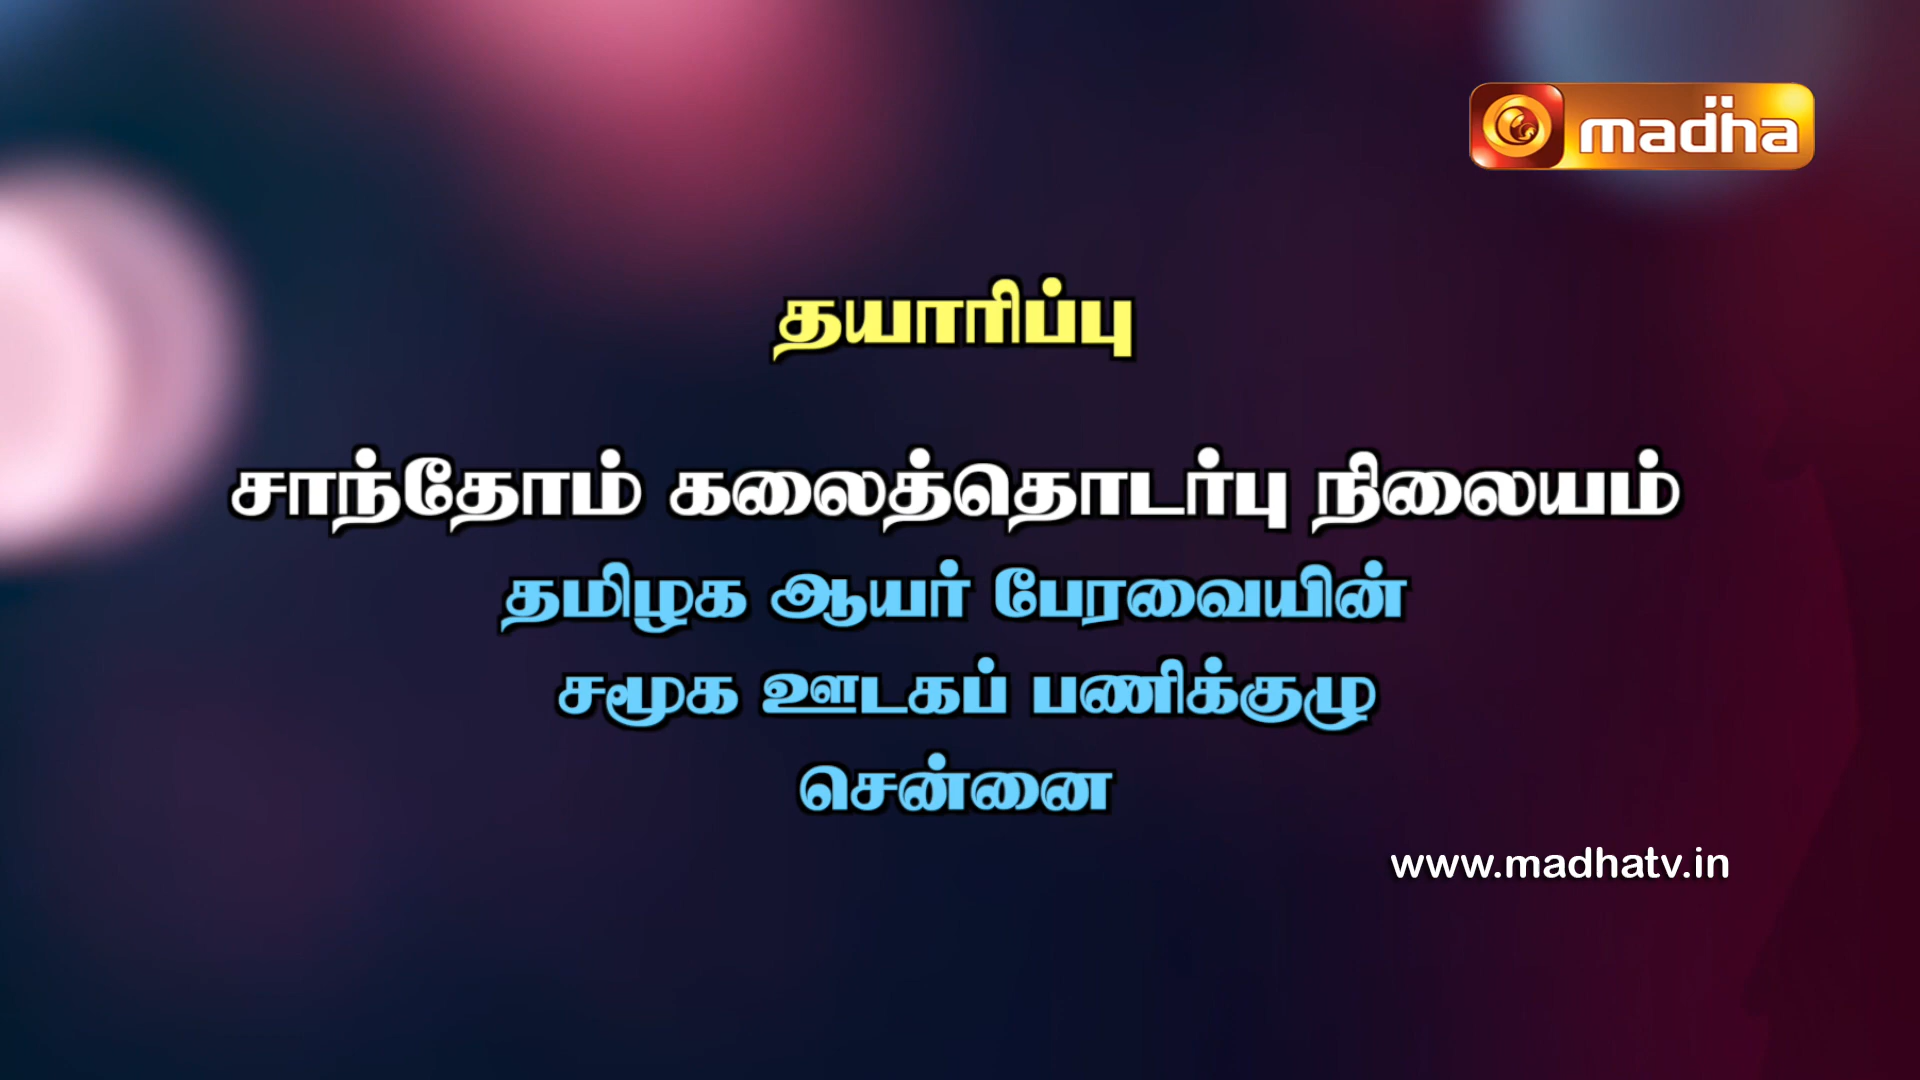 madha
தயாரிப்பு
சாந்தோம் கலைத்தொடர்பு நிலையம்
தமிழக ஆயர் பேரவையின்
சமூக ஊடகப் பணிக்குழு
சென்னை
www.madhatv.in